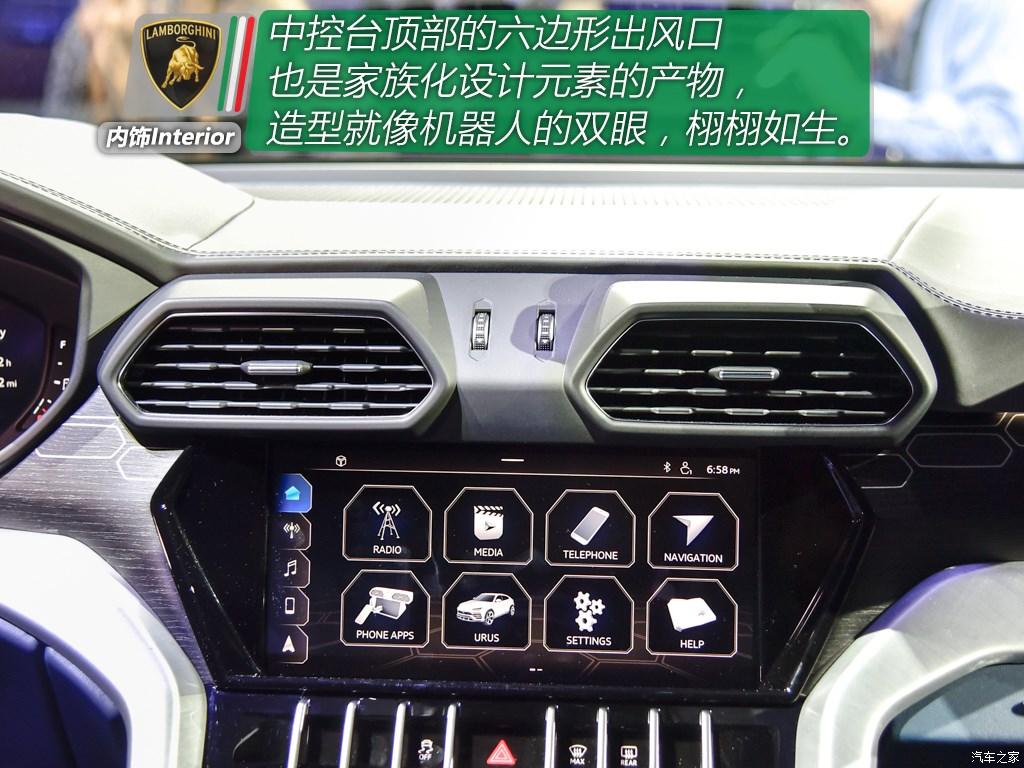 LAMBORGHINI
中控台顶部的六边形出风口
也是家族化设计元素的产物，
造型就像机器人的双眼，栩栩如生。
内饰Interior
F
6:58 PM
RADIO
MEDIA
TELEPHONE
NAVIGATION
PHONE APPS
URUS
SETTINGS
HELP
OFF
MAX
REAR
汽车之家